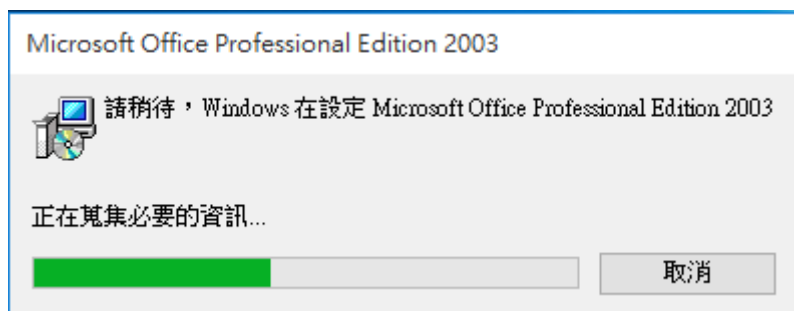 Microsoft Office Professional Edition 2003
請稍待，Windows 在設定 Microsoft Office Professional Edition 2003
正在蒐集必要的資訊...
取消